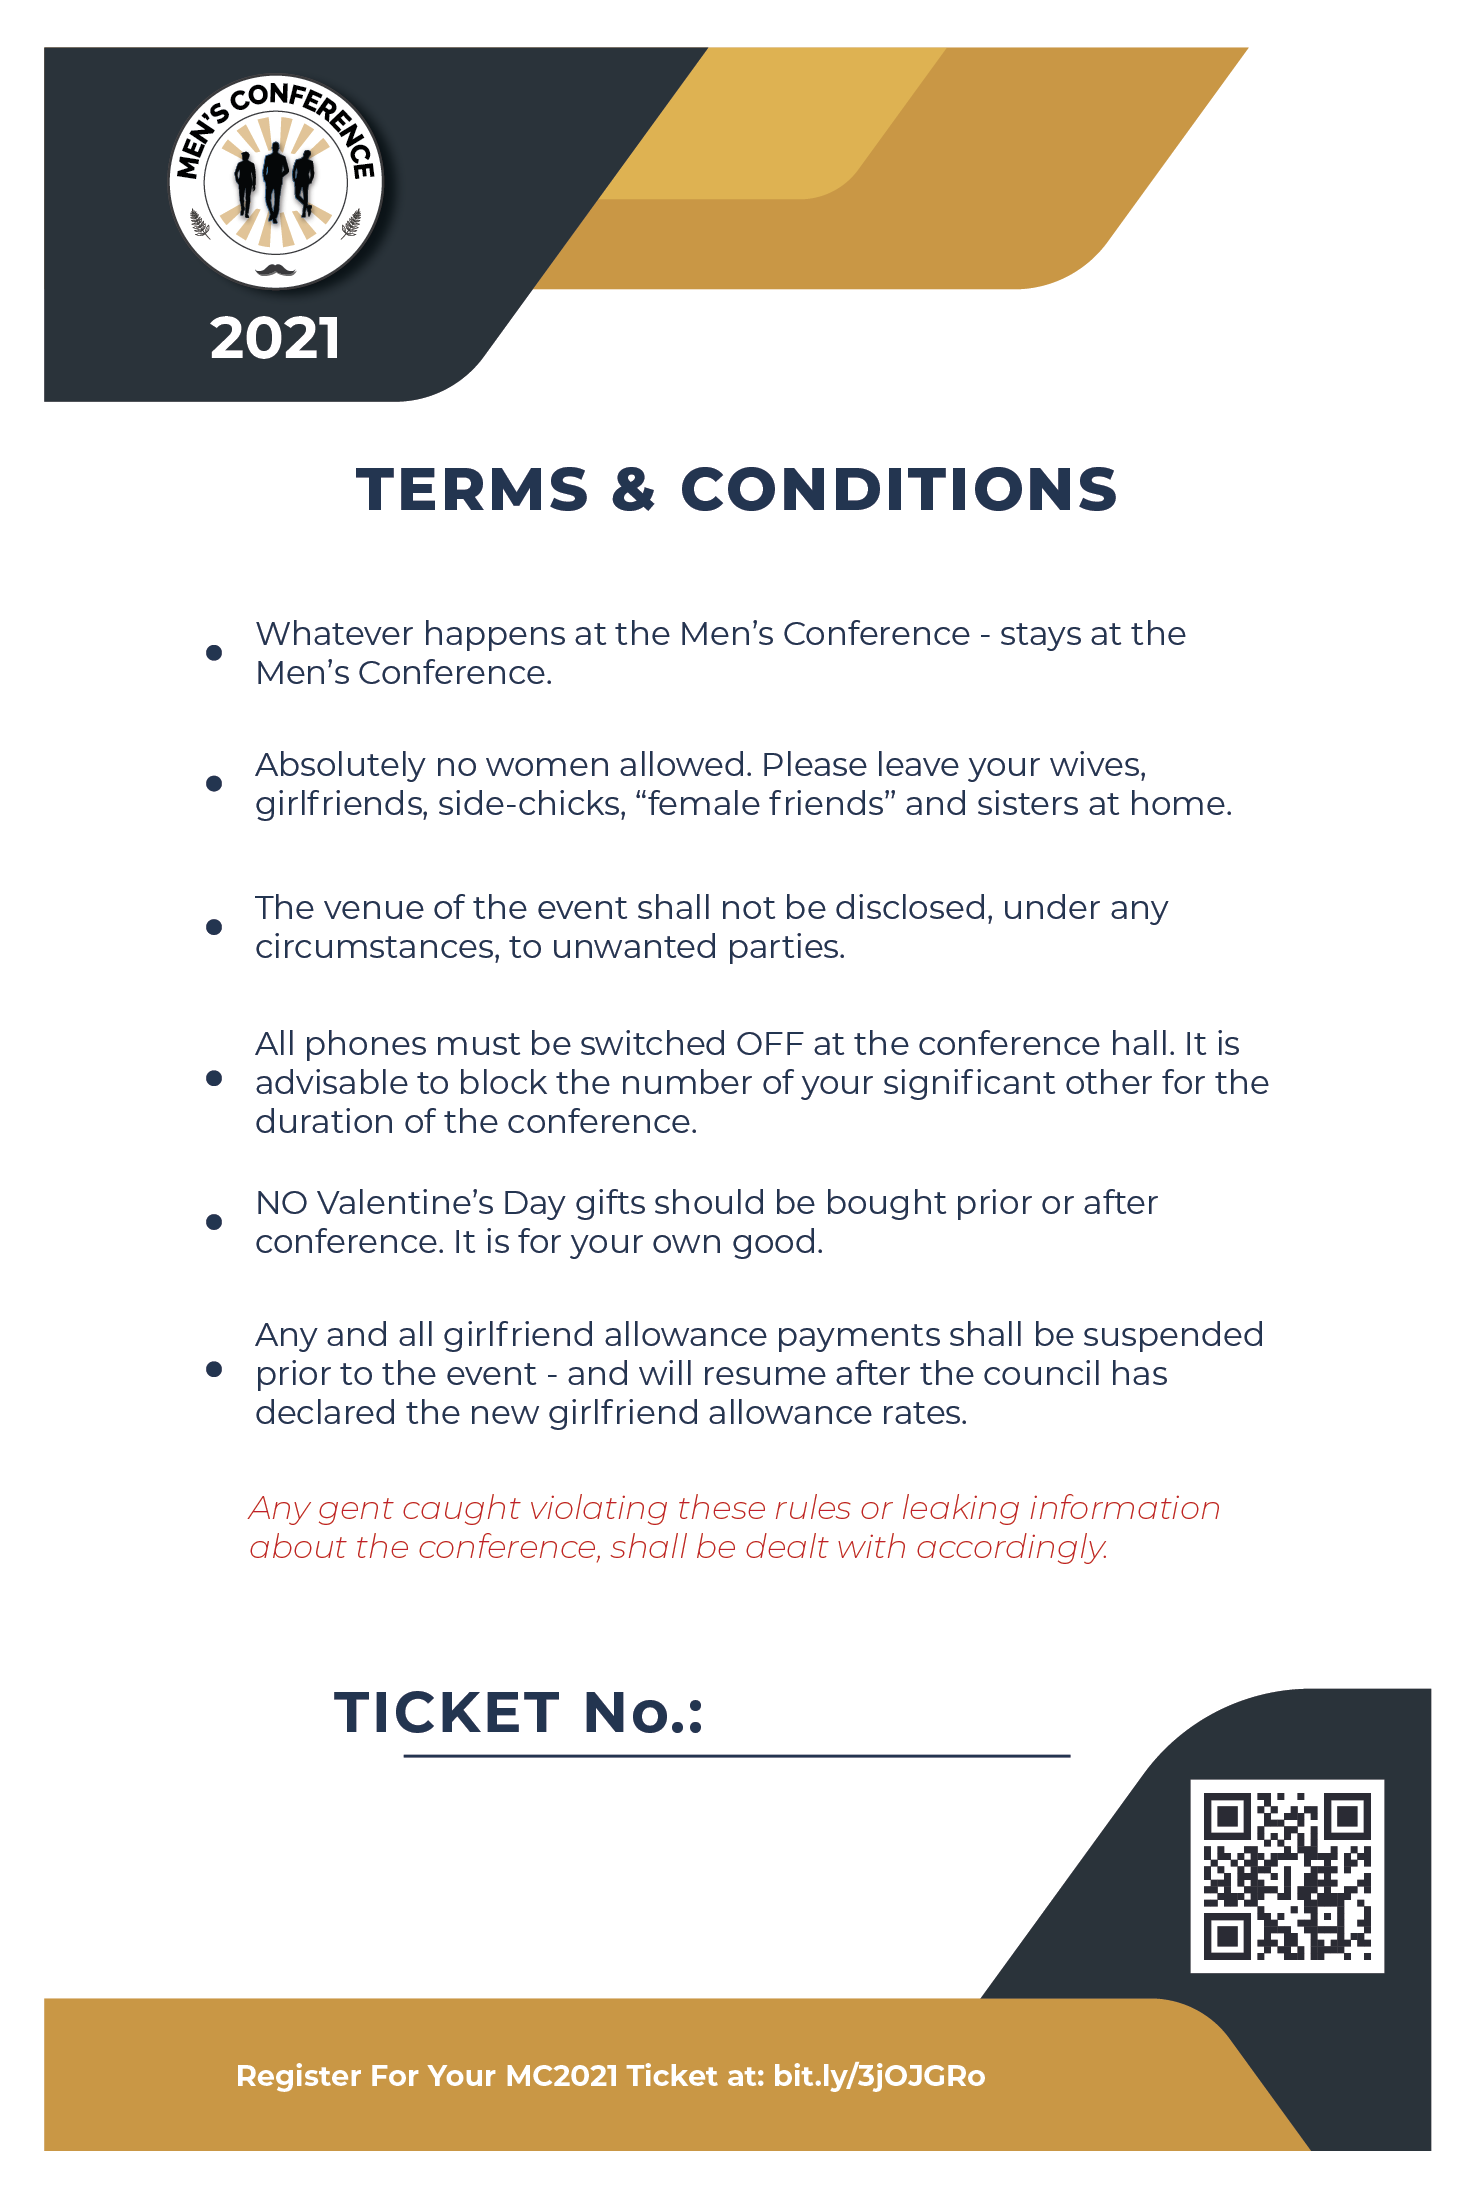 MEN'S CONFERENCE
2021
TERMS & CONDITIONS
Whatever happens at the Men’s Conference - stays at the
Men’s Conference.
Absolutely no women allowed. Please leave your wives,
girlfriends, side-chicks, “female friends” and sisters at home.
The venue of the event shall not be disclosed, under any
circumstances, to unwanted parties.
All phones must be switched OFF at the conference hall. It is
advisable to block the number of your significant other for the
duration of the conference.
NO Valentine’s Day gifts should be bought prior or after
conference. It is for your own good.
Any and all girlfriend allowance payments shall be suspended
prior to the event - and will resume after the council has
declared the new girlfriend allowance rates.
Any gent caught violating these rules or leaking information
about the conference, shall be dealt with accordingly.
TICKET No.:
Register For Your MC2021 Ticket at: bit.ly/3jOJGRo